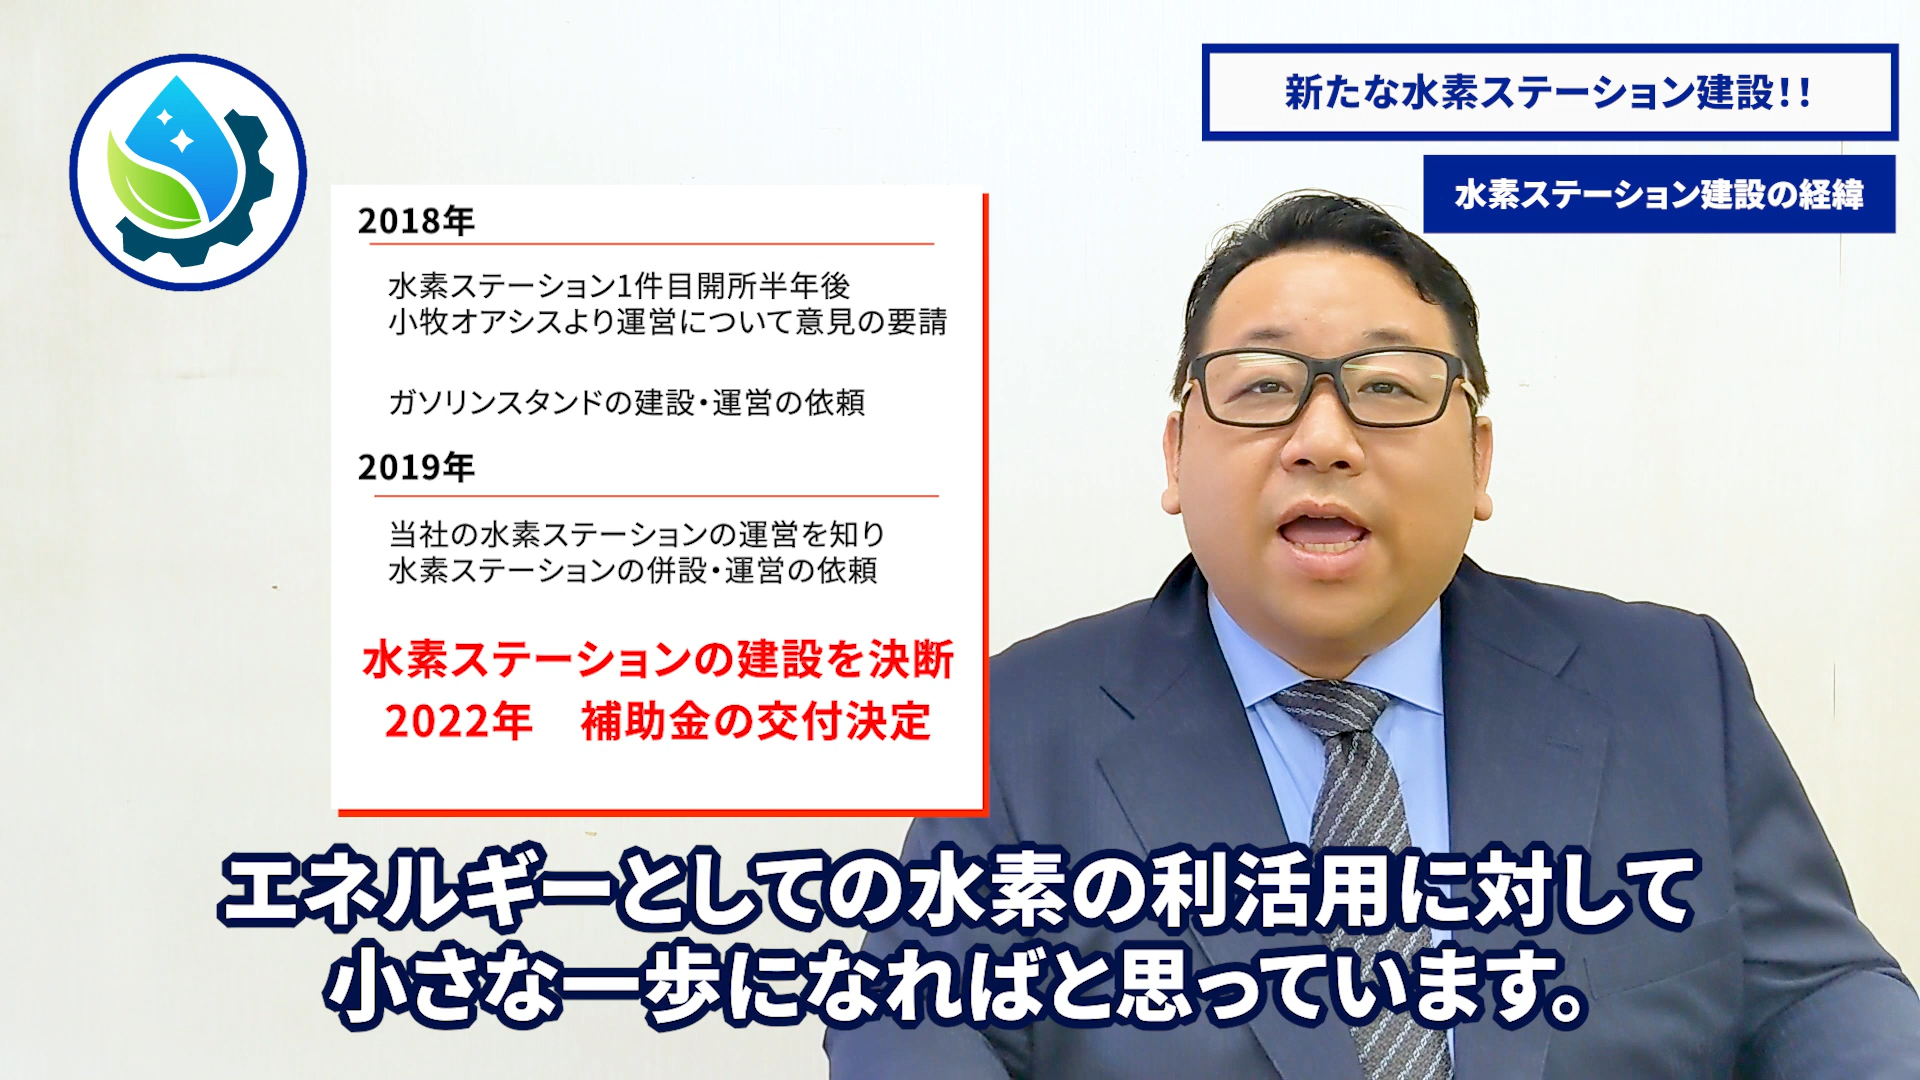 新たな水素ステーション建設!!
水素ステーション建設の経緯
2018年
水素ステーション1件目開所半年後
小牧オアシスより運営について意見の要請
ガソリンスタンドの建設・運営の依頼
2019年
当社の水素ステーションの運営を知り
水素ステーションの併設・運営の依頼
水素ステーションの建設を決断
2022年　補助金の交付決定
エネルギーとしての水素の利活用に対して
小さな一歩になればと思っています。